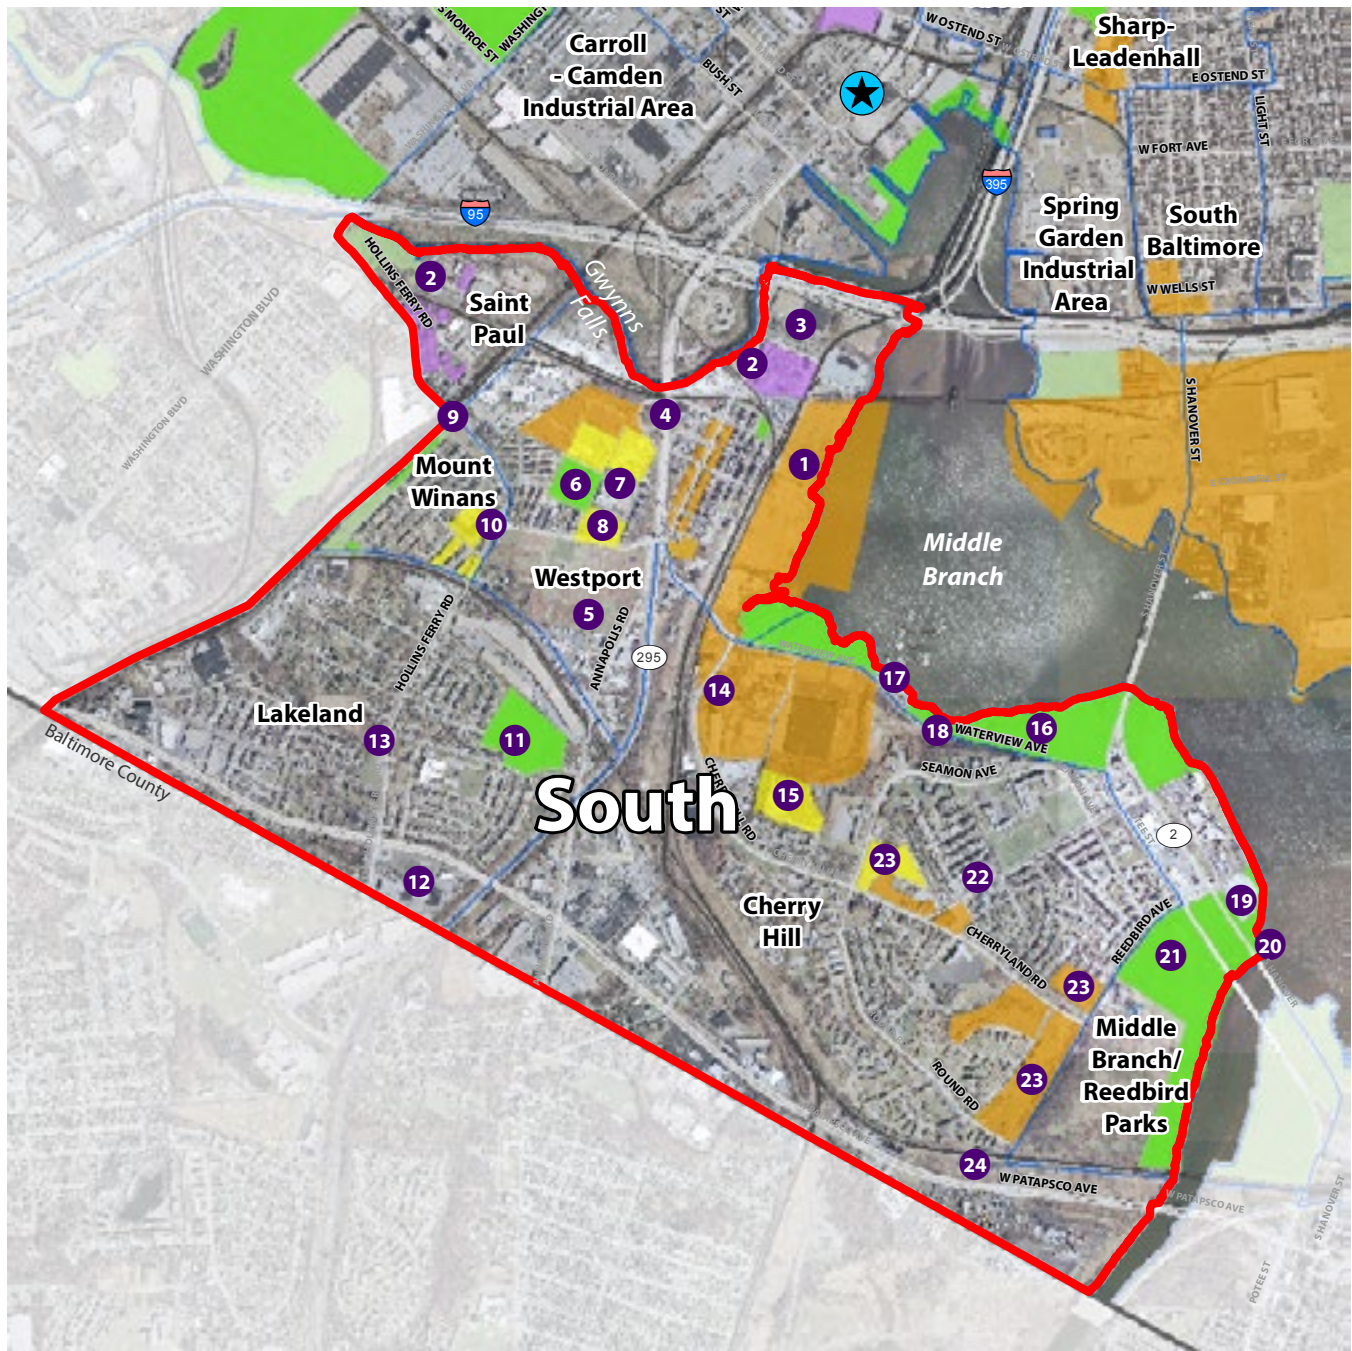 S MONROE ST
WASHINGT
Carroll
- Camden
Industrial Area
BUSH ST
W OSTEND ST
Sharp-
Leadenhall
E OSTEND ST
LIGHT ST
W FORT AVE
395
95
Spring
Garden
Industrial
Area
South
Baltimore
W WELLS ST
HOLLINS FERRY RD
2
Saint
Paul
Gwynns
Falls
3
2
WASHINGTON BLVD
WASHINGTON BLVD
S HANOVER ST
9
4
Mount
Winans
1
6
7
10
8
Middle
Branch
Westport
5
ANNAPOLIS RD
HOLLINS FERRY RD
295
S HANOVER ST
14
17
Lakeland
13
11
18
16
WATERVIEW AVE
SEAMON AVE
Baltimore County
South
15
2
12
23
22
Cherry
Hill
19
REEDBIRD AVE
CHERRYLAND RD
20
21
23
Middle
Branch/
Reedbird
Parks
ROUND RD
23
24
W PATAPSCO AVE
W PATAPSCO AVE
S HANOVER ST
POTEE ST